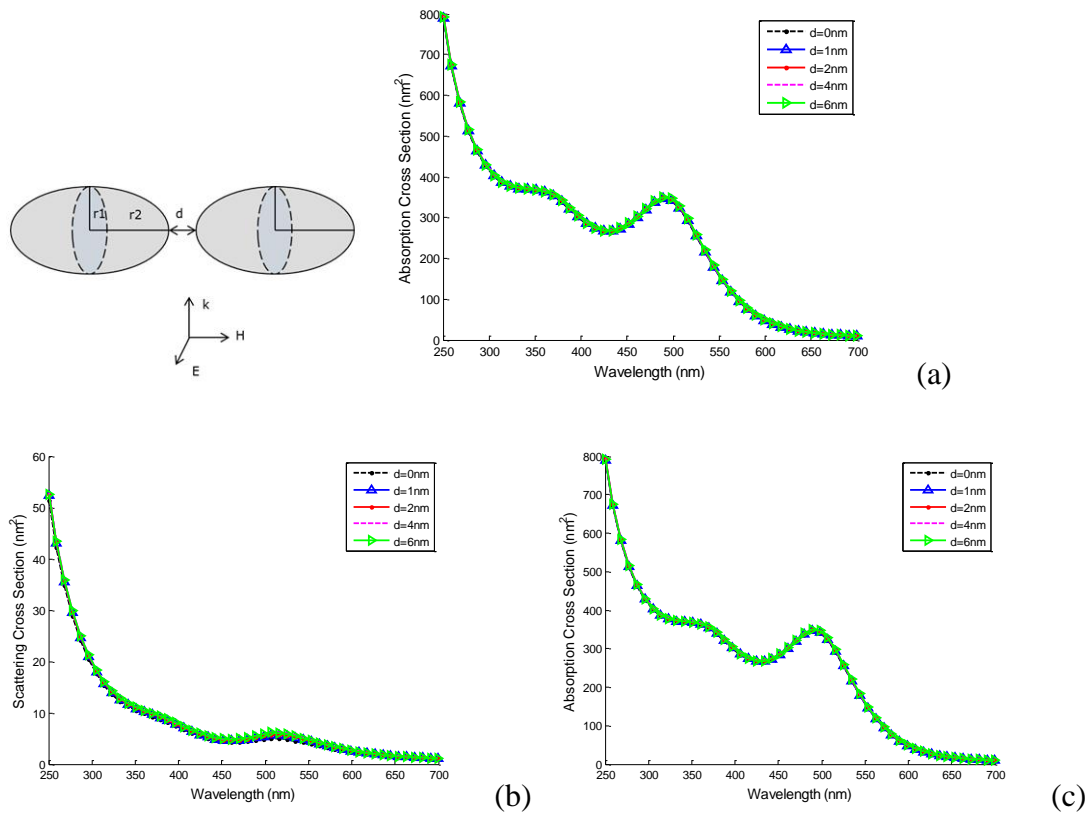 r1 r2 d
k
H
E
800
700
600
500
400
300
200
100
0
Absorption Cross Section (nm²)
d=0nm
d=1nm
d=2nm
d=4nm
d=6nm
250 300 350 400 450 500 550 600 650 700
Wavelength (nm)
(a)
60
50
40
30
20
10
0
Scattering Cross Section (nm²)
d=0nm
d=1nm
d=2nm
d=4nm
d=6nm
250 300 350 400 450 500 550 600 650 700
Wavelength (nm)
(b)
800
700
600
500
400
300
200
100
0
Absorption Cross Section (nm²)
d=0nm
d=1nm
d=2nm
d=4nm
d=6nm
250 300 350 400 450 500 550 600 650 700
Wavelength (nm)
(c)